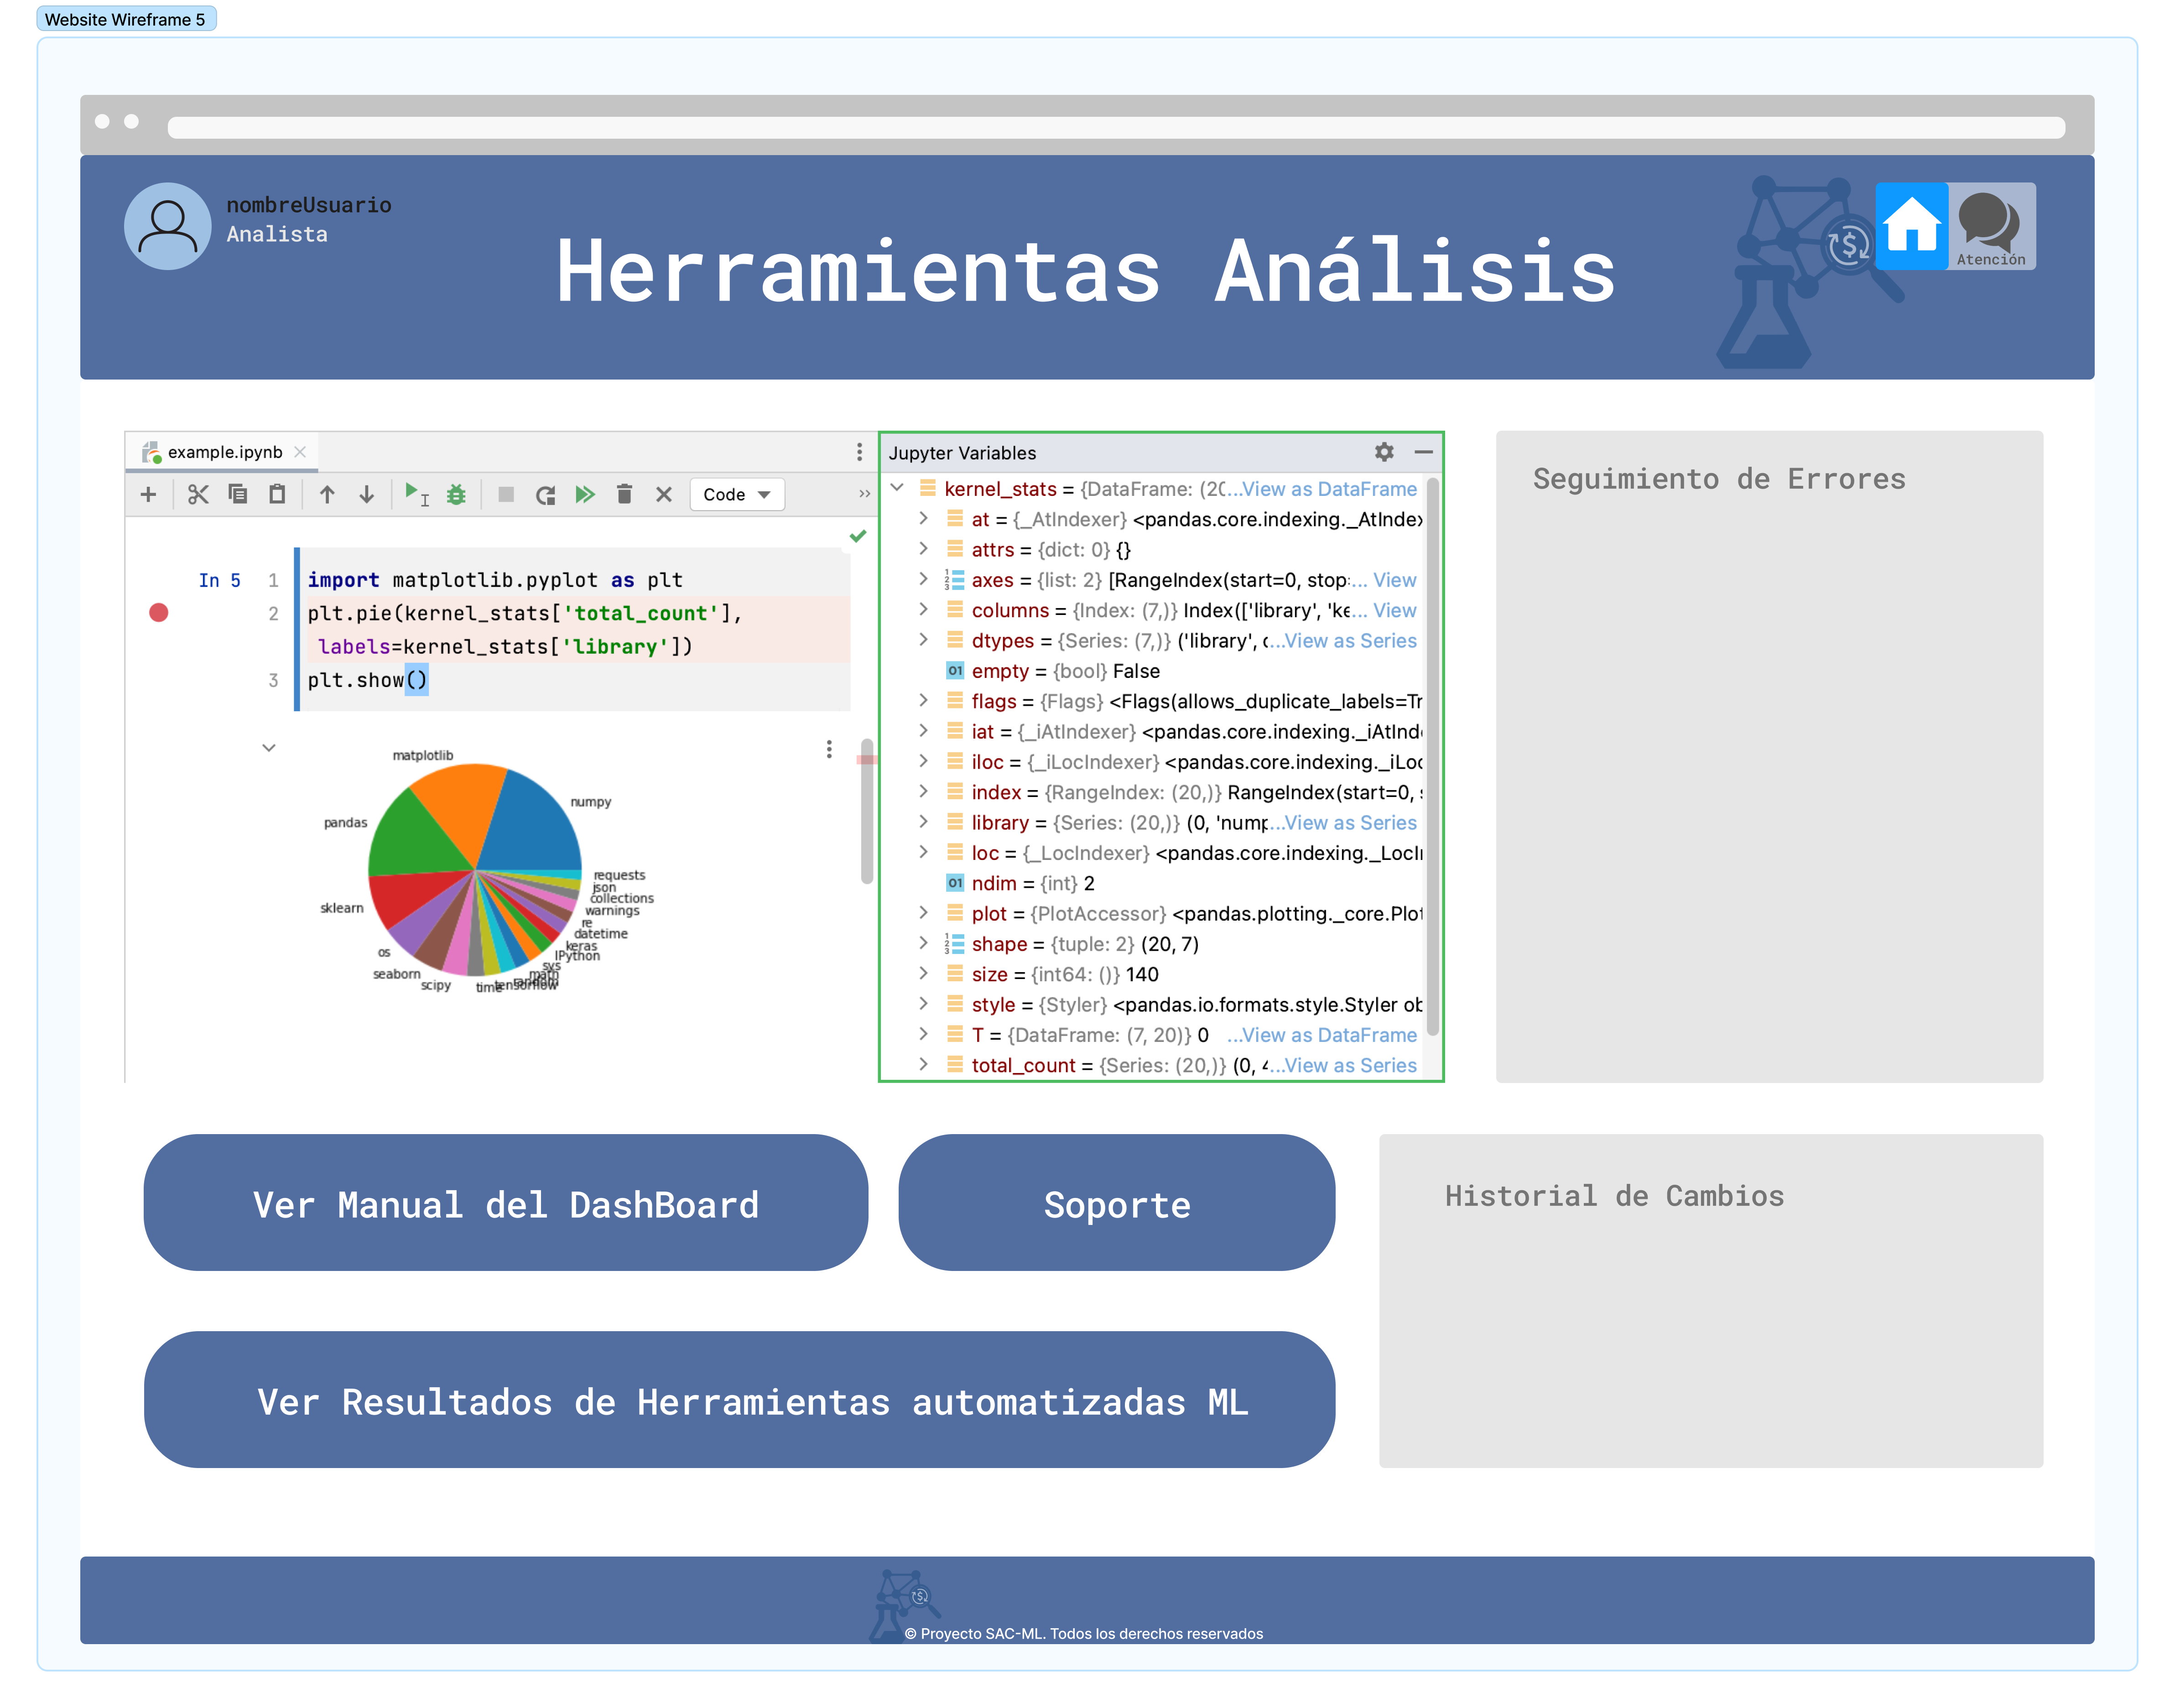 Website Wireframe 5
nombreUsuario
Analista
Herramientas Análisis
$
Atención
example.ipynb
Code
In 5
1 import matplotlib.pyplot as plt
2 plt.pie(kernel_stats['total_count'],
labels=kernel_stats['library'])
3 plt.show()
matplotlib
numpy
pandas
requests
json
collections
sklearn
warnings
re
datetime
keras
os
IPython
sys
seaborn
math
scipy
time
tensorflow
random
Jupyter Variables
kernel_stats = {DataFrame: (20...View as DataFrame
at = {_AtIndexer} <pandas.core.indexing._AtIndex
attrs = {dict: 0} {}
axes = {list: 2} [RangeIndex(start=0, stop:... View
columns = {Index: (7,)} Index(['library', 'ke... View
dtypes = {Series: (7,)} ('library', c...View as Series
01 empty = {bool} False
flags = {Flags} <Flags(allows_duplicate_labels=Tr
iat = {_iAtIndexer} <pandas.core.indexing._iAtInde
iloc = {_iLocIndexer} <pandas.core.indexing._iLoc
index = {RangeIndex: (20,)} RangeIndex(start=0, s
library = {Series: (20,)} (0, 'nump...View as Series
loc = {_LocIndexer} <pandas.core.indexing._LocI
01 ndim = {int} 2
plot = {PlotAccessor} <pandas.plotting._core.Plot
shape = {tuple: 2} (20, 7)
size = {int64: ()} 140
style = {Styler} <pandas.io.formats.style.Styler ob
T = {DataFrame: (7, 20)} 0 ...View as DataFrame
total_count = {Series: (20,)} (0, 4...View as Series
Seguimiento de Errores
Ver Manual del DashBoard
Soporte
Historial de Cambios
Ver Resultados de Herramientas automatizadas ML
$
© Proyecto SAC-ML. Todos los derechos reservados